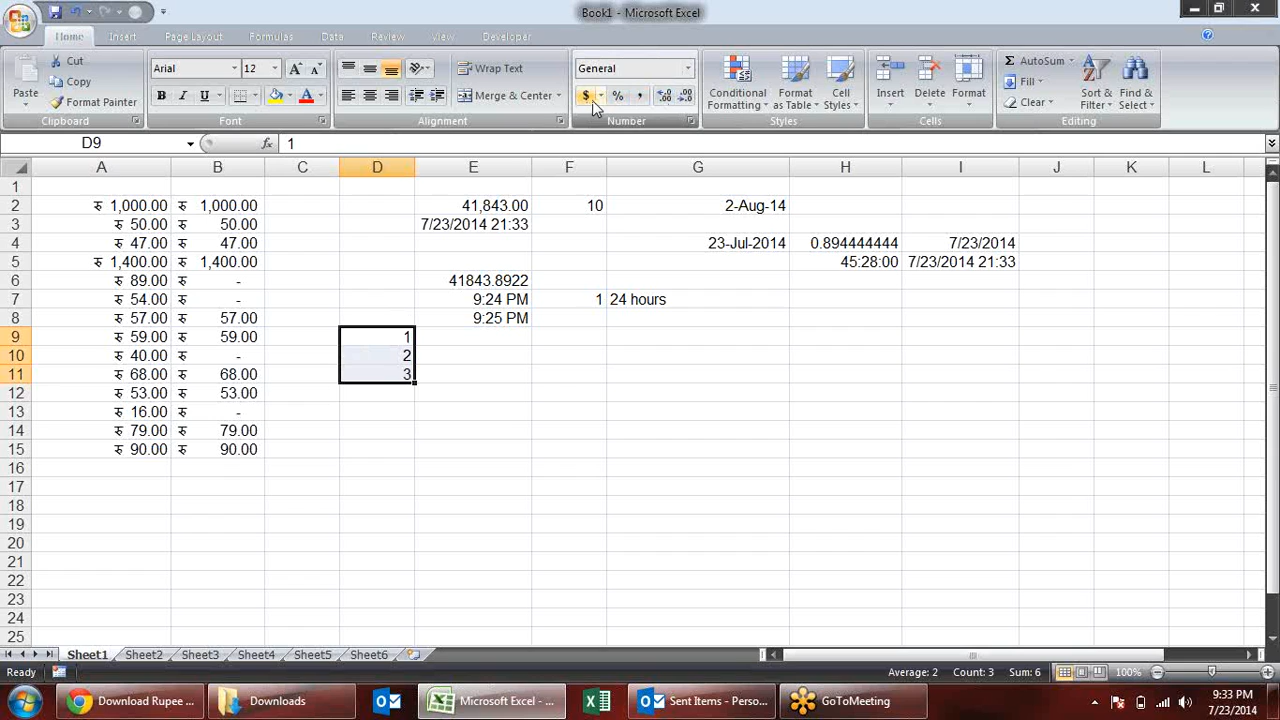 Book1 - Microsoft Excel
Home Insert Page Layout Formulas Data Review View Developer
Paste Cut Copy Format Painter Clipboard
Arial 12 A A B I U A Font
Wrap Text Merge & Center Alignment
General $ % , Number
Conditional Formatting Format as Table Cell Styles Styles
Insert Delete Format Cells
Σ AutoSum Fill Clear Sort & Filter Find & Select Editing
D9 fx 1
A B C D E F G H I J K L
1
2 रु 1,000.00 रु 1,000.00 41,843.00 10 2-Aug-14
3 रु 50.00 रु 50.00 7/23/2014 21:33
4 रु 47.00 रु 47.00 23-Jul-2014 0.894444444 7/23/2014
5 रु 1,400.00 रु 1,400.00 45:28:00 7/23/2014 21:33
6 रु 89.00 रु - 41843.8922
7 रु 54.00 रु - 9:24 PM 1 24 hours
8 रु 57.00 रु 57.00 9:25 PM
9 रु 59.00 रु 59.00 1
10 रु 40.00 रु - 2
11 रु 68.00 रु 68.00 3
12 रु 53.00 रु 53.00
13 रु 16.00 रु -
14 रु 79.00 रु 79.00
15 रु 90.00 रु 90.00
16
17
18
19
20
21
22
23
24
25
Sheet1 Sheet2 Sheet3 Sheet4 Sheet5 Sheet6
Ready Average: 2 Count: 3 Sum: 6 100%
Download Rupee ... Downloads Microsoft Excel - ... Sent Items - Perso... GoToMeeting 9:33 PM
7/23/2014